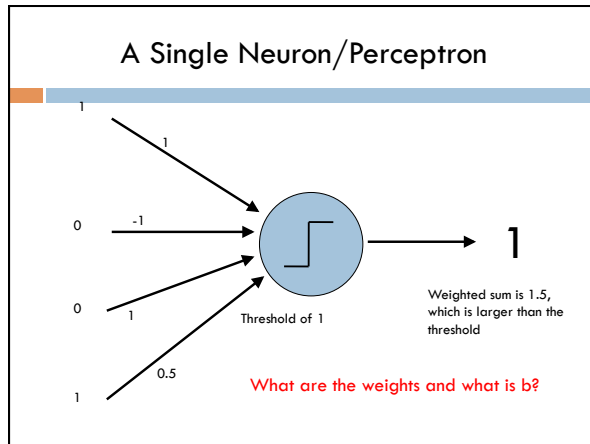 A Single Neuron/Perceptron
1
1
0
-1
1
0
1
Threshold of 1
Weighted sum is 1.5,
which is larger than the
threshold
0.5
1
What are the weights and what is b?